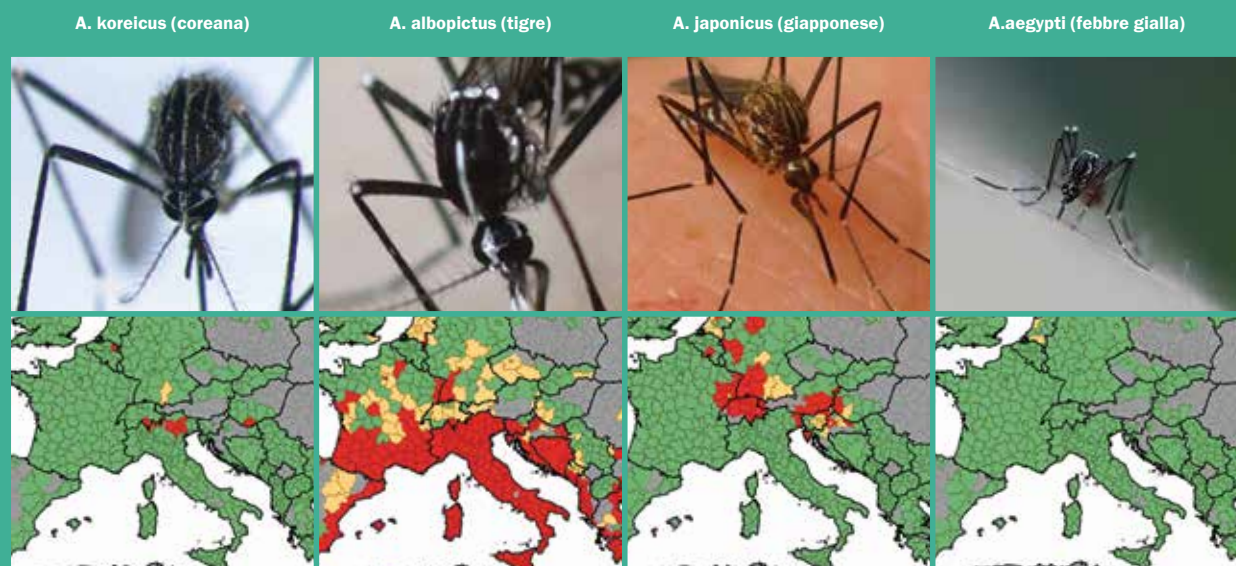 A. koreicus (coreana)
A. albopictus (tigre)
A. japonicus (giapponese)
A.aegypti (febbre gialla)